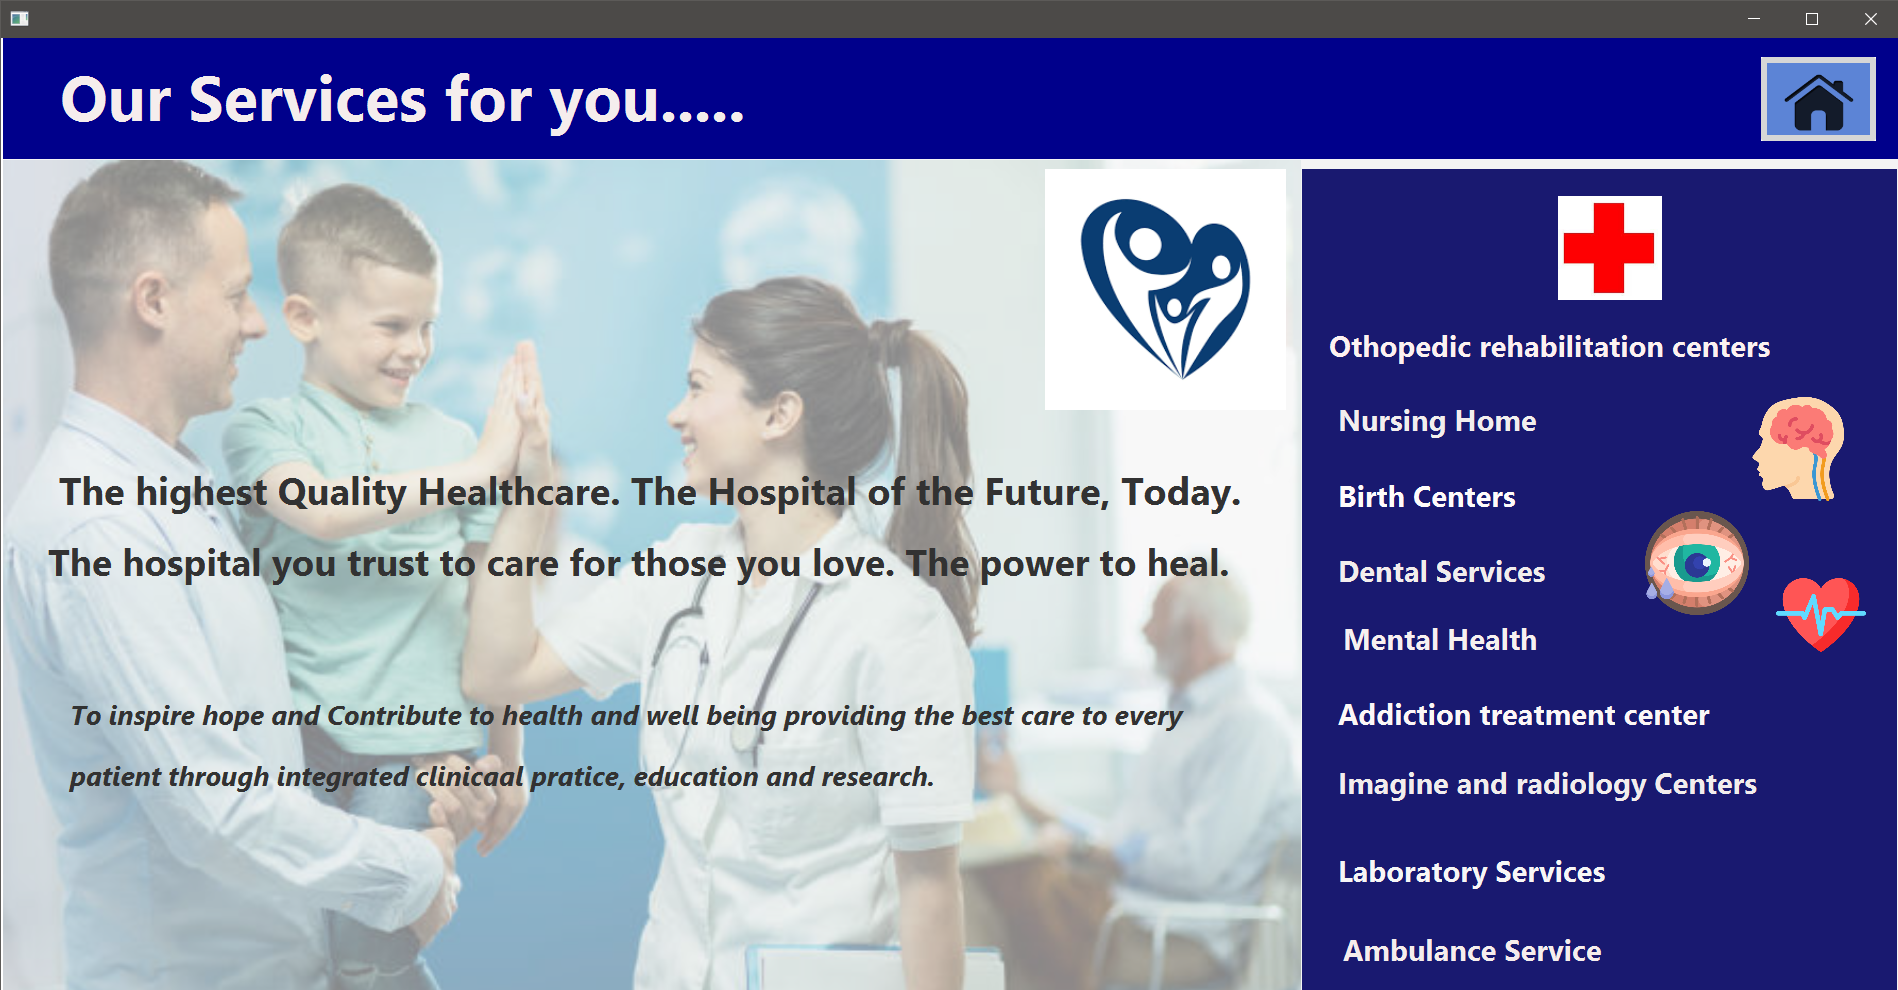 Our Services for you.....
The highest Quality Healthcare. The Hospital of the Future, Today.
The hospital you trust to care for those you love. The power to heal.
To inspire hope and Contribute to health and well being providing the best care to every
patient through integrated clinicaal pratice, education and research.
Othopedic rehabilitation centers
Nursing Home
Birth Centers
Dental Services
Mental Health
Addiction treatment center
Imagine and radiology Centers
Laboratory Services
Ambulance Service